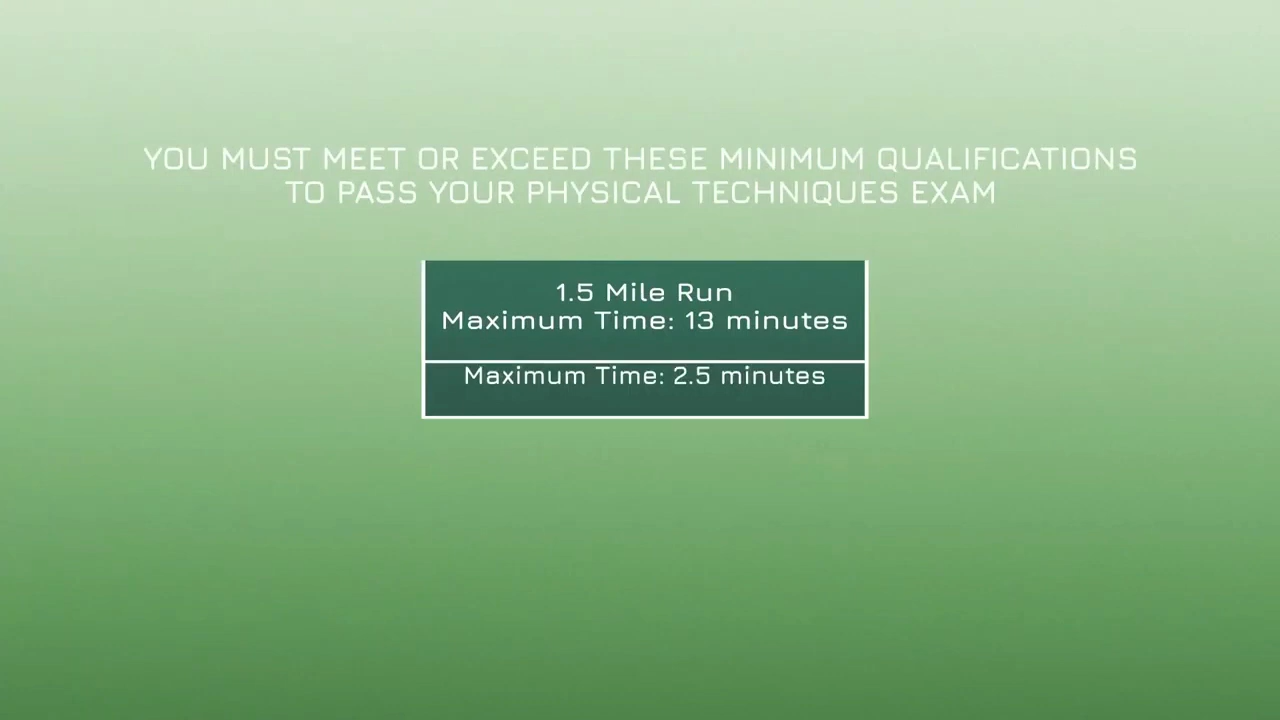 YOU MUST MEET OR EXCEED THESE MINIMUM QUALIFICATIONS
TO PASS YOUR PHYSICAL TECHNIQUES EXAM
1.5 Mile Run
Maximum Time: 13 minutes
Maximum Time: 2.5 minutes